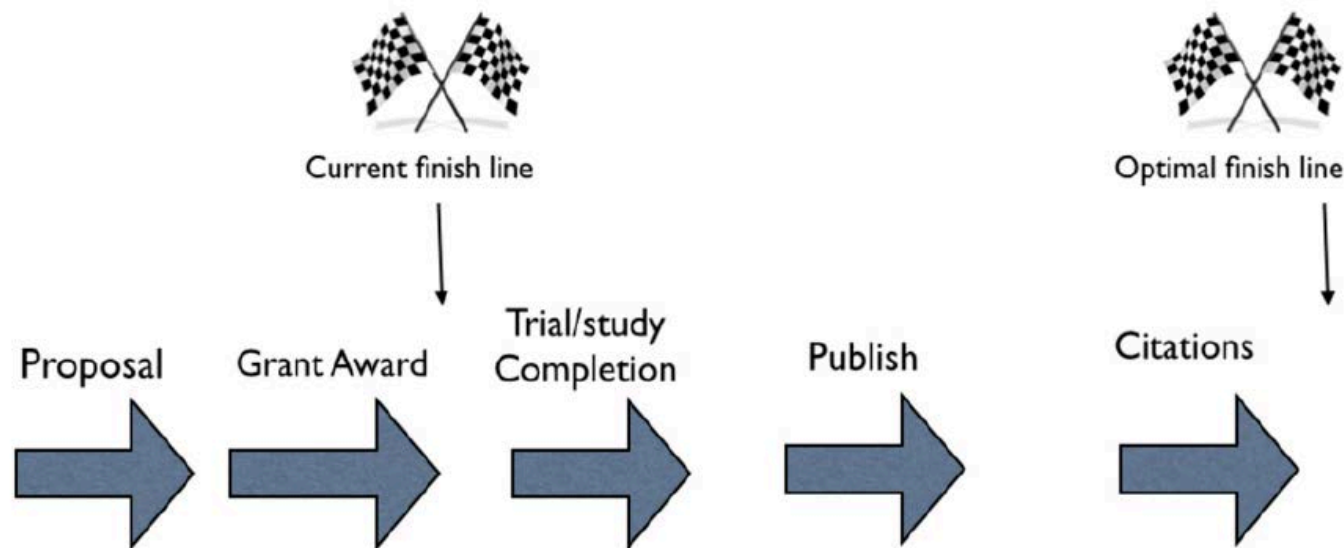 Current finish line
Optimal finish line
Proposal
Grant Award
Trial/study
Completion
Publish
Citations